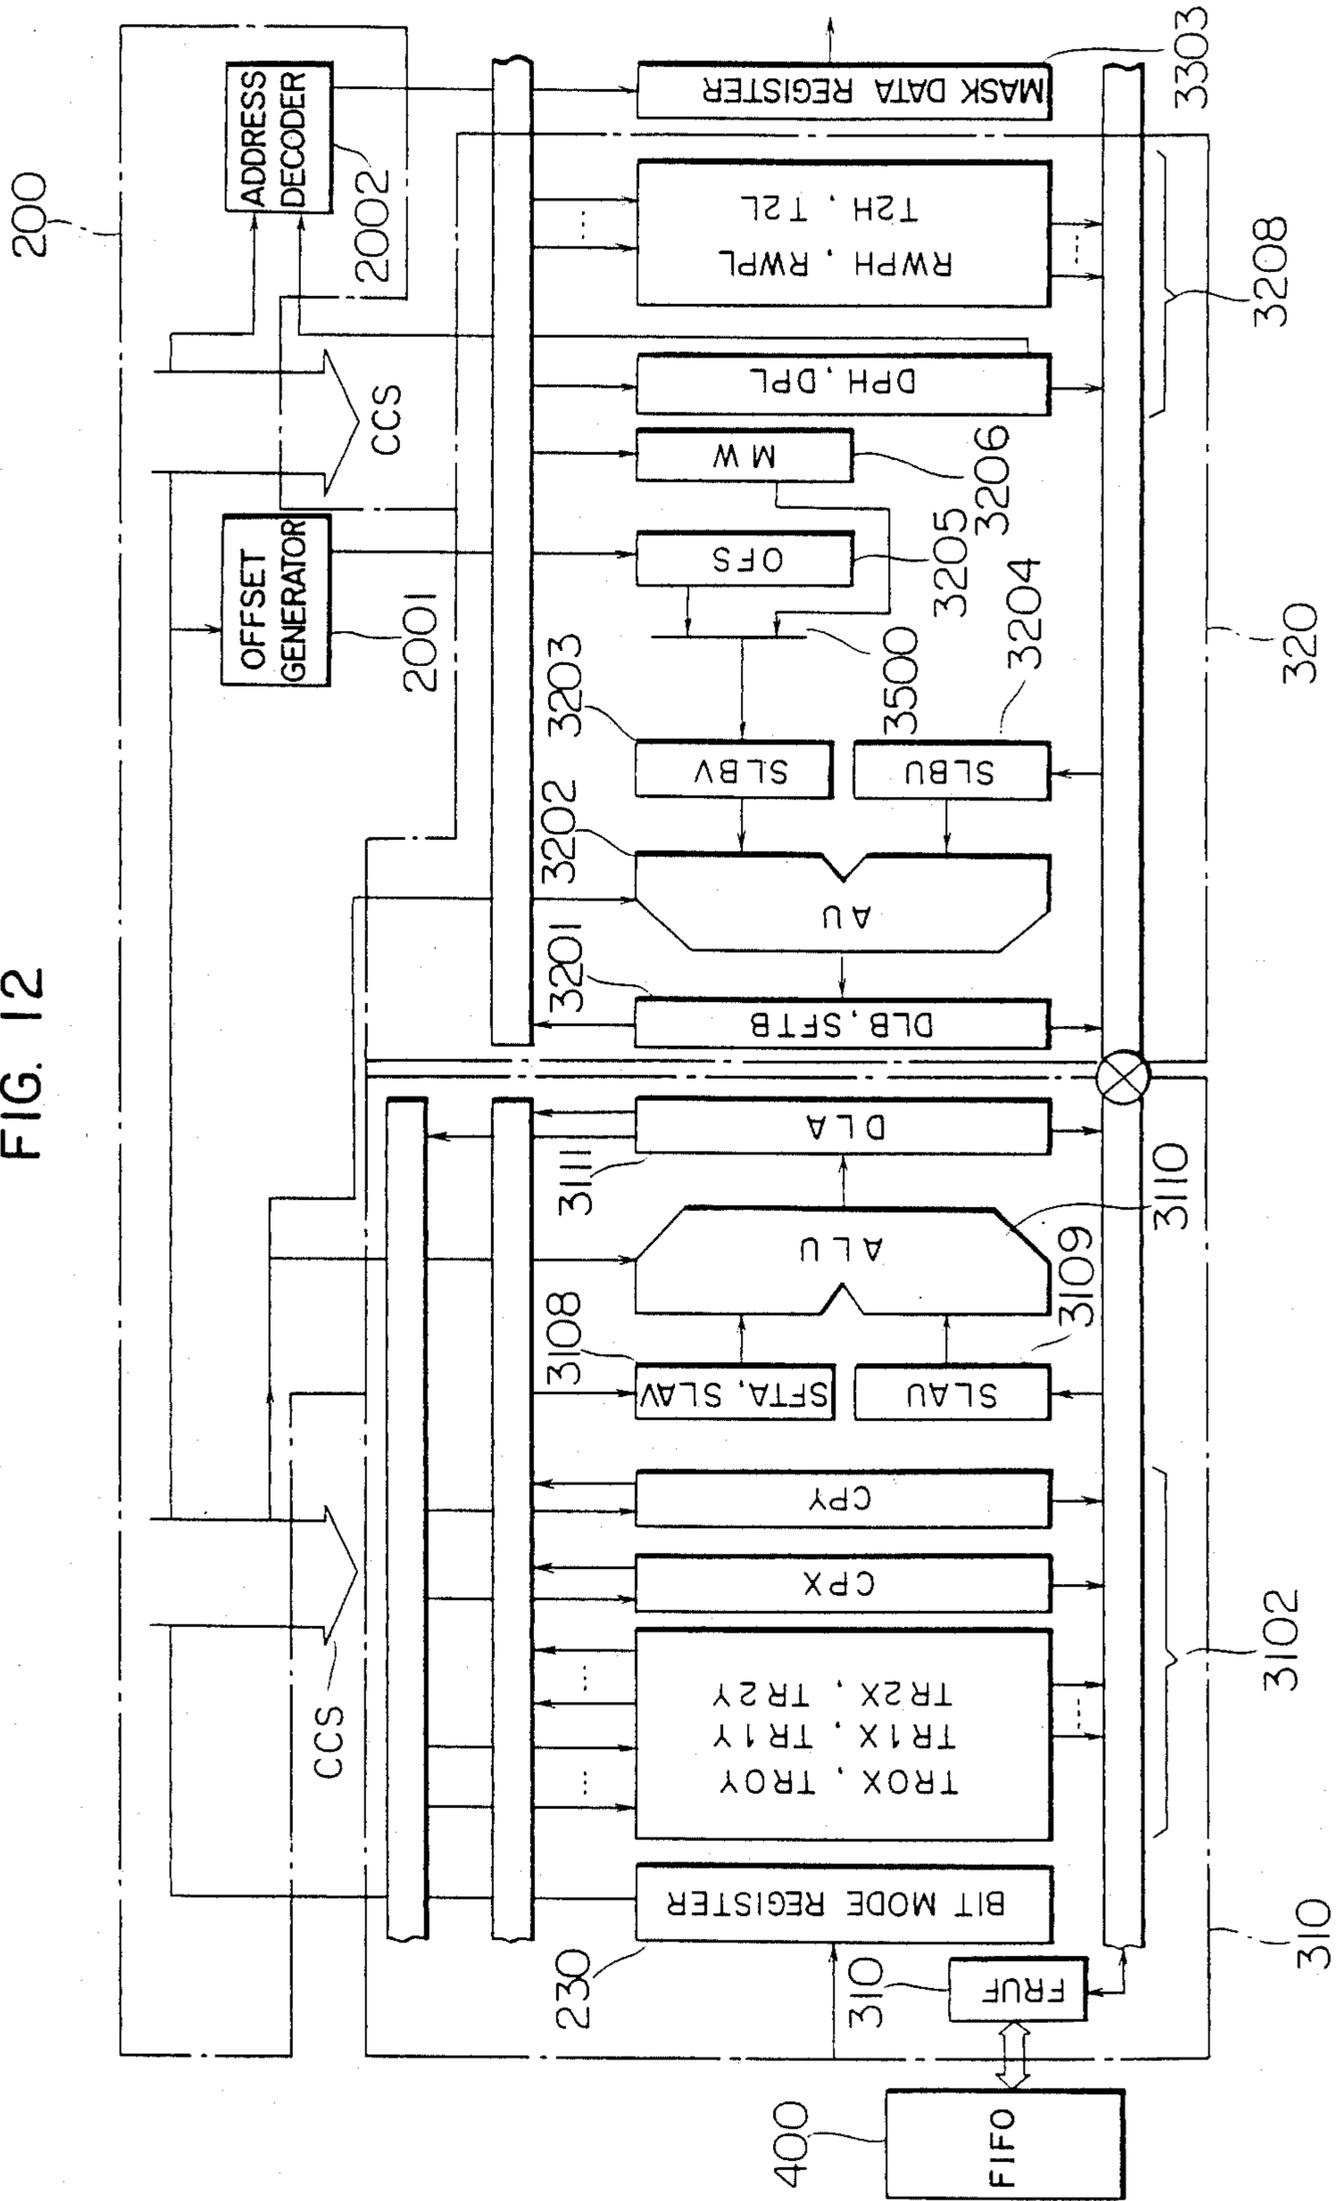 FIG. 12
200
ADDRESS
DECODER
2002
CCS
OFFSET
GENERATOR
2001
CCS
MASK DATA REGISTER
3303
T2H, T2L
RWPH, RWPL
DPH, DPL
3208
MW
3206
OFS
3205
3500
SLBV
3203
SLBU
3204
AU
3202
DLB, SFTB
3201
320
DLA
3111
ALU
3110
SFTA, SLAV
3108
SLAU
3109
CPY
CPX
TR2X, TR2Y
TR1X, TR1Y
TR0X, TR0Y
3102
BIT MODE REGISTER
230
FRUF
310
310
FIFO
400